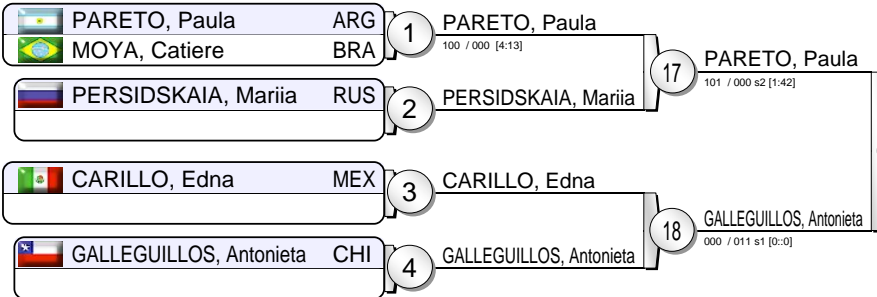 PARETO, Paula ARG
MOYA, Catiere BRA
1
PARETO, Paula
100 / 000 [4:13]
PERSIDSKAIA, Mariia RUS
2
PERSIDSKAIA, Mariia
17
PARETO, Paula
101 / 000 s2 [1:42]
CARILLO, Edna MEX
3
CARILLO, Edna
GALLEGUILLOS, Antonieta CHI
4
GALLEGUILLOS, Antonieta
18
GALLEGUILLOS, Antonieta
000 / 011 s1 [0::0]